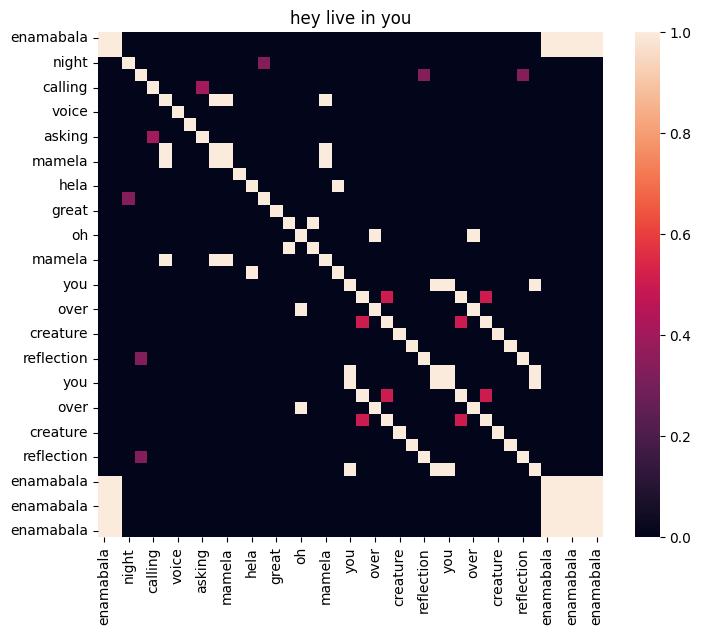 hey live in you
enamabala
night
calling
voice
asking
mamela
hela
great
oh
mamela
you
over
creature
reflection
you
over
creature
reflection
enamabala
enamabala
enamabala
1.0
0.8
0.6
0.4
0.2
0.0
enamabala
night
calling
voice
asking
mamela
hela
great
oh
mamela
you
over
creature
reflection
you
over
creature
reflection
enamabala
enamabala
enamabala